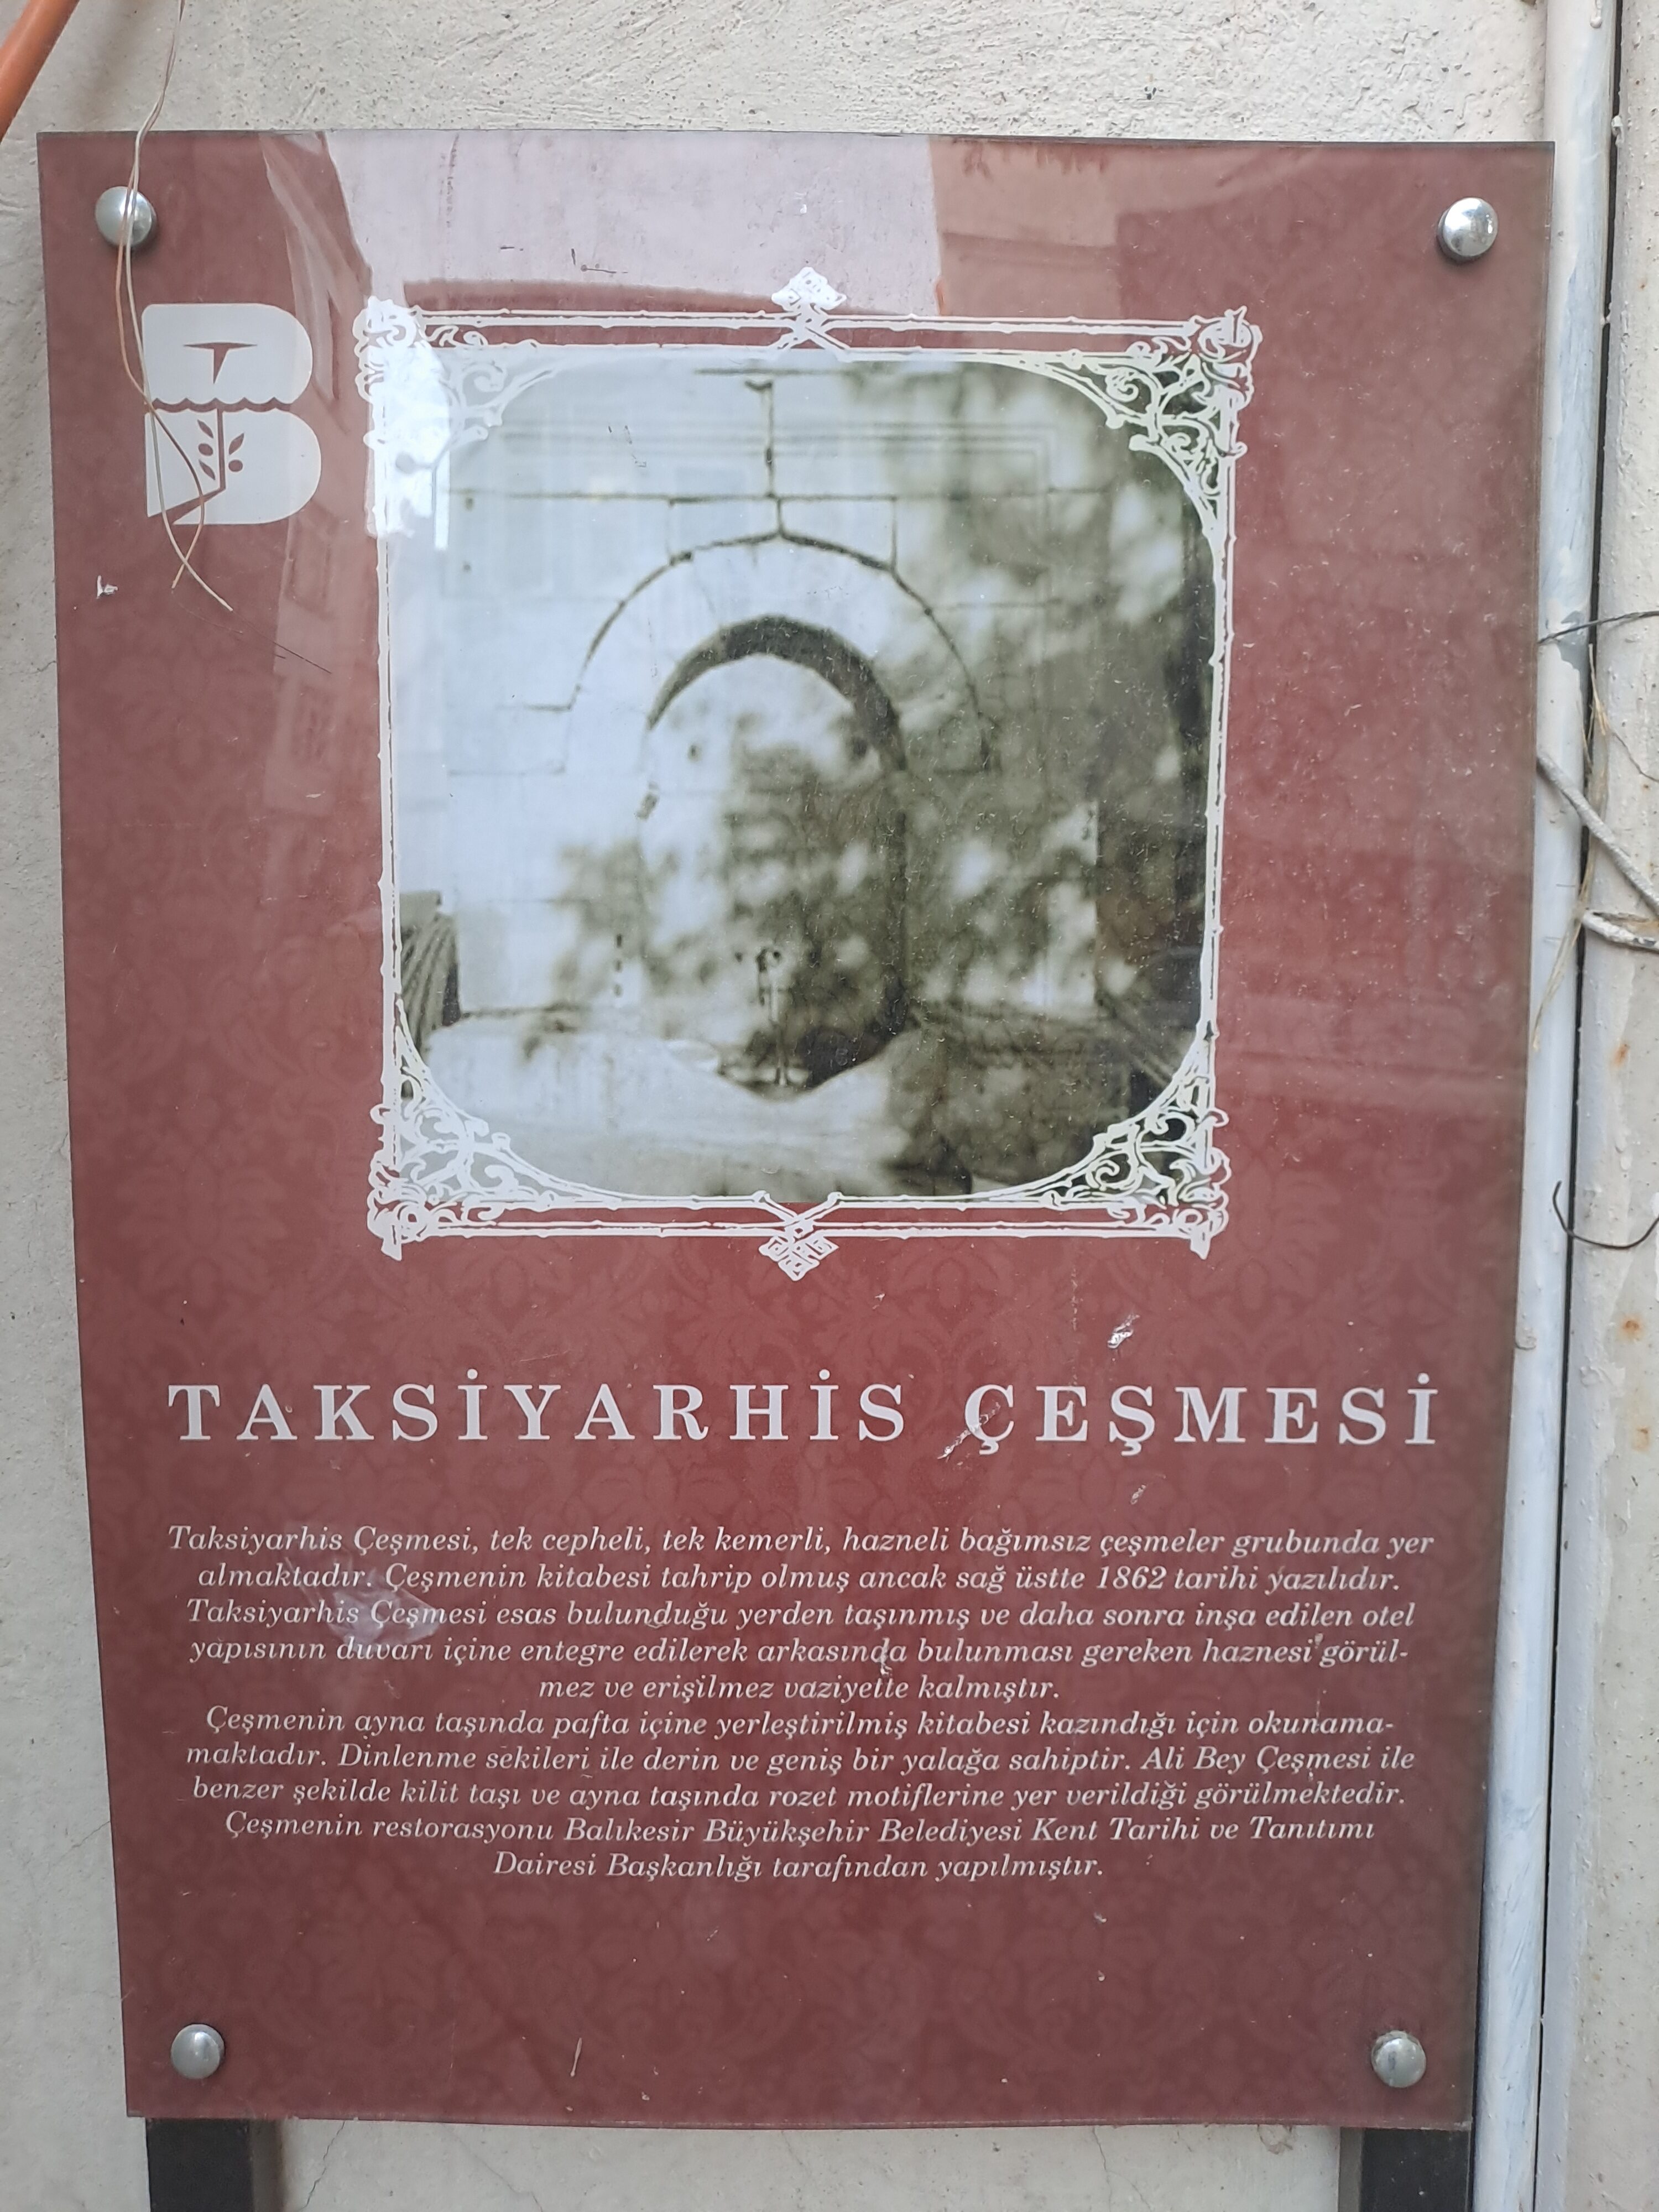 TAKSİYARHİS ÇEŞMESİ
Taksiyarhis Çeşmesi, tek cepheli, tek kemerli, hazneli bağımsız çeşmeler grubunda yer
almaktadır. Çeşmenin kitabesi tahrip olmuş ancak sağ üstte 1862 tarihi yazılıdır.
Taksiyarhis Çeşmesi esas bulunduğu yerden taşınmış ve daha sonra inşa edilen otel
yapısının duvarı içine entegre edilerek arkasında bulunması gereken haznesi görül-
mez ve erişilmez vaziyette kalmıştır.
Çeşmenin ayna taşında pafta içine yerleştirilmiş kitabesi kazındığı için okunama-
maktadır. Dinlenme sekileri ile derin ve geniş bir yalağa sahiptir. Ali Bey Çeşmesi ile
benzer şekilde kilit taşı ve ayna taşında rozet motiflerine yer verildiği görülmektedir.
Çeşmenin restorasyonu Balıkesir Büyükşehir Belediyesi Kent Tarihi ve Tanıtımı
Dairesi Başkanlığı tarafından yapılmıştır.